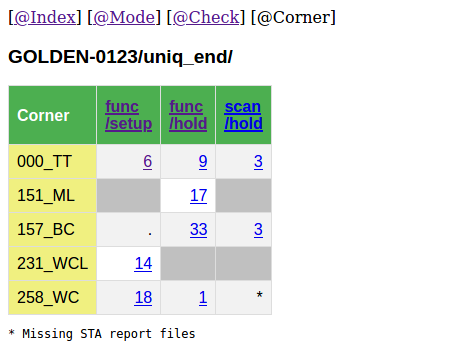 [@Index] [@Mode] [@Check] [@Corner]
GOLDEN-0123/uniq_end/
Corner func /setup func /hold scan /hold
000_TT 6 9 3
151_ML 17
157_BC . 33 3
231_WCL 14
258_WC 18 1 *
* Missing STA report files